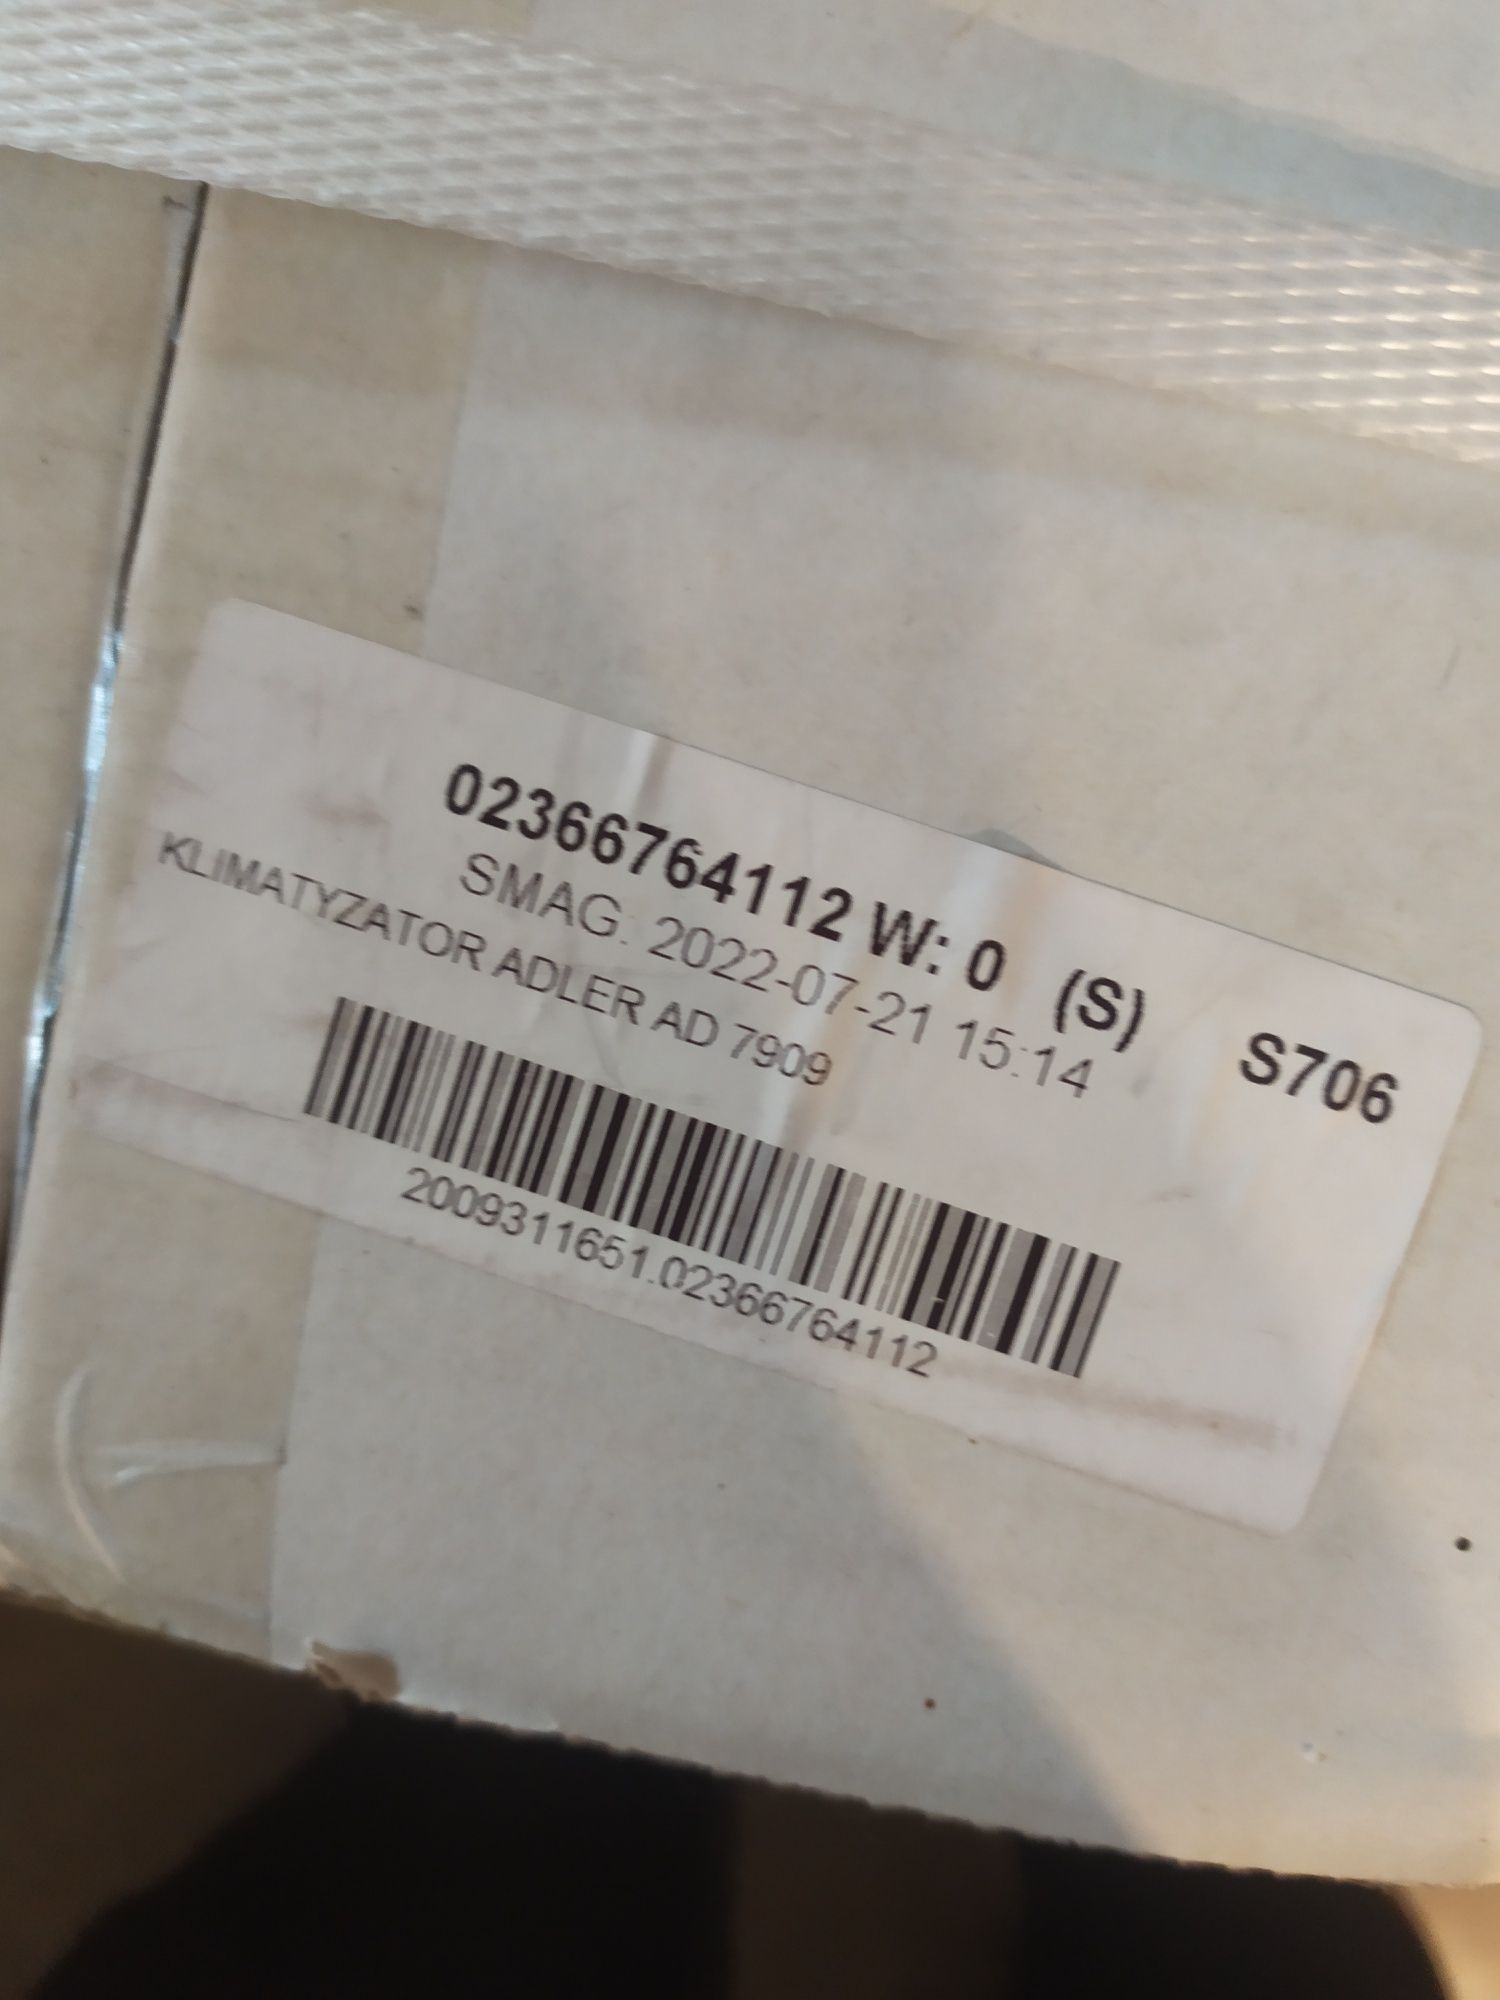 02366764112 W: 0 (S) S706
SMAG. 2022-07-21 15:14
KLIMATYZATOR ADLER AD 7909
2009311651.02366764112